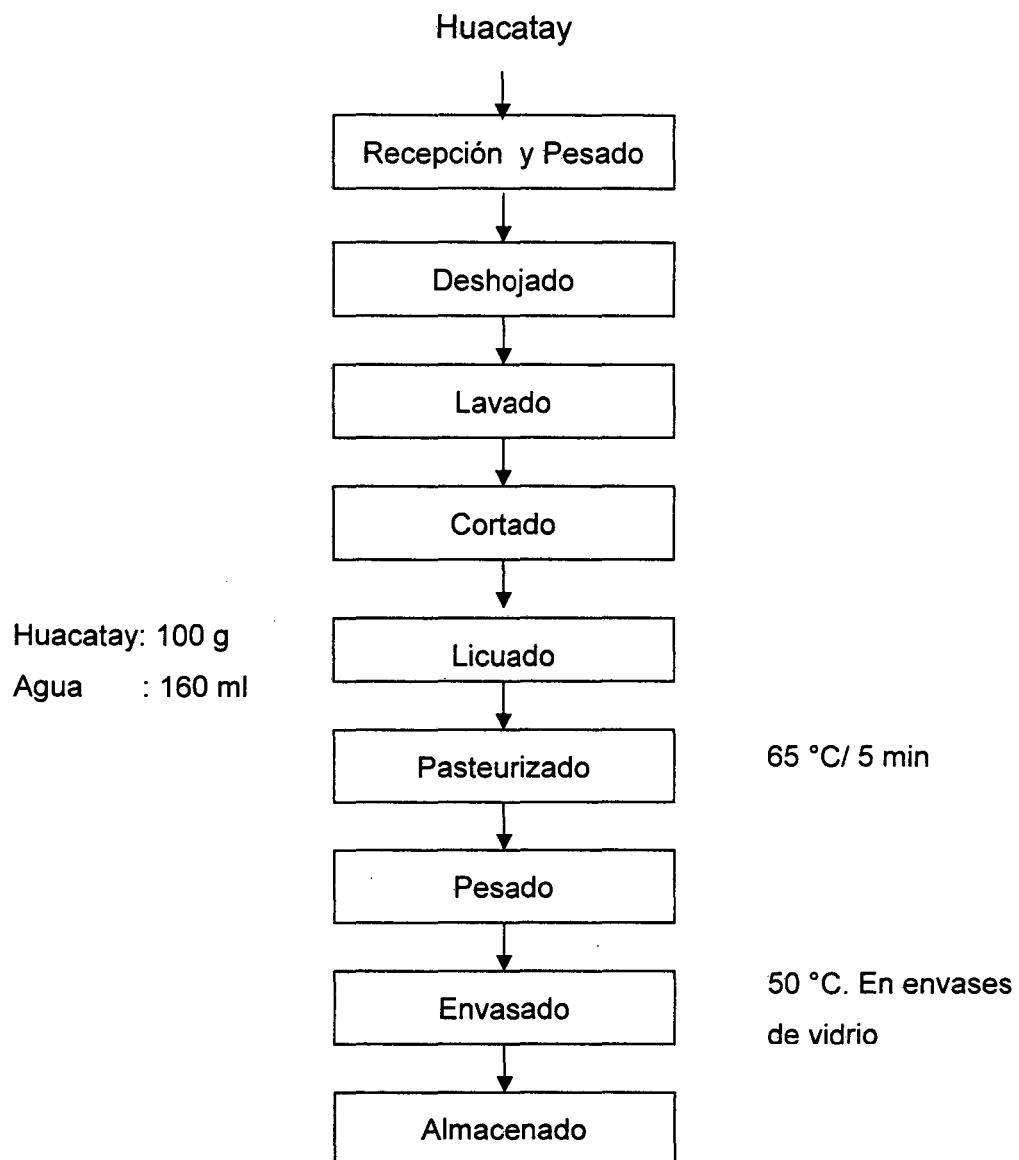 Huacatay
Recepción y Pesado
Deshojado
Lavado
Cortado
Huacatay: 100 g
Agua : 160 ml
Licuado
Pasteurizado
65 °C/ 5 min
Pesado
Envasado
50 °C. En envases
de vidrio
Almacenado